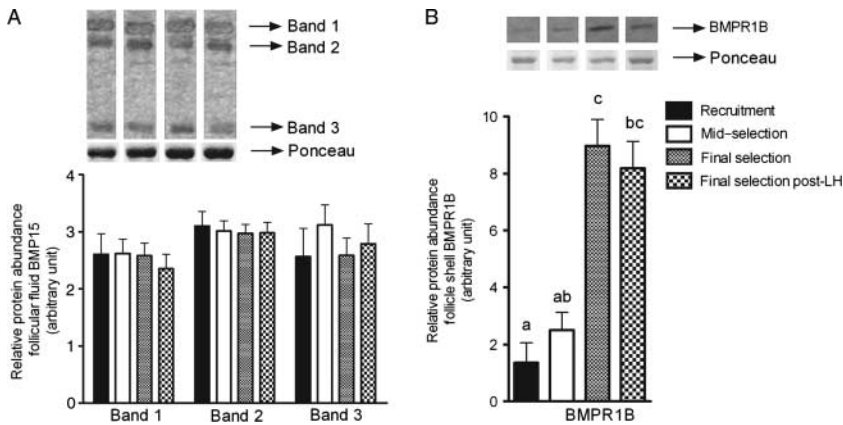 A
Band 1
Band 2
Band 3
Ponceau
Relative protein abundance
follicular fluid BMP15
(arbitrary unit)
4
3
2
1
0
Band 1 Band 2 Band 3
B
BMPR1B
Ponceau
Relative protein abundance
follicle shell BMPR1B
(arbitrary unit)
10
8
6
4
2
0
a
ab
c
bc
BMPR1B
Recruitment
Mid-selection
Final selection
Final selection post-LH